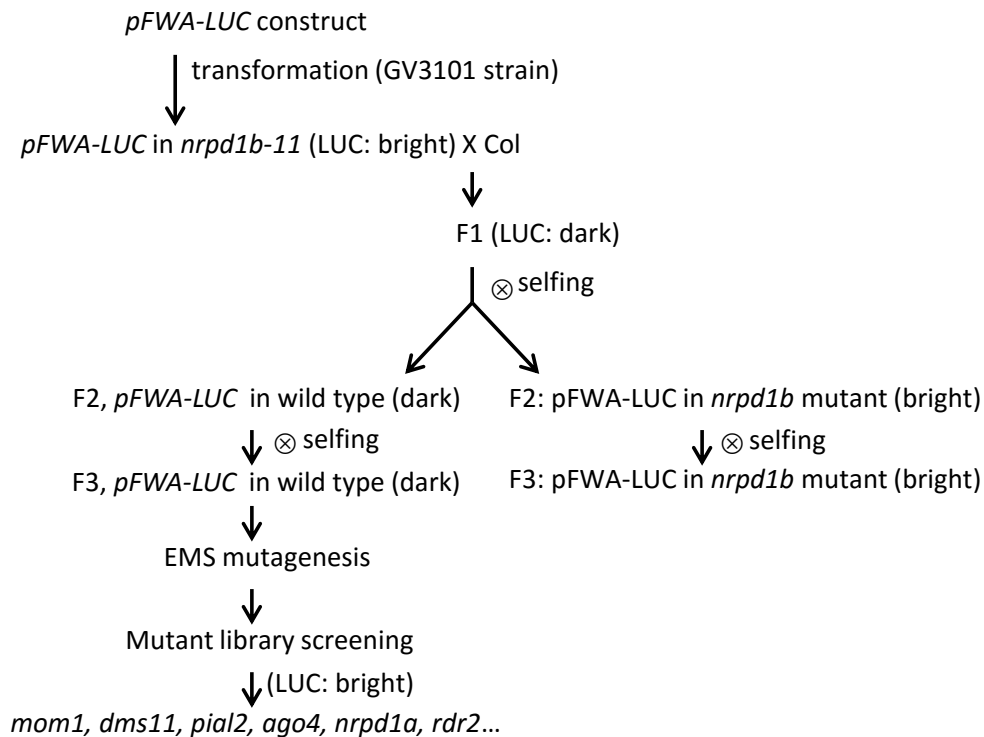 pFWA-LUC construct
transformation (GV3101 strain)
pFWA-LUC in nrpd1b-11 (LUC: bright) X Col
F1 (LUC: dark)
⊗ selfing
F2, pFWA-LUC in wild type (dark)
F2: pFWA-LUC in nrpd1b mutant (bright)
⊗ selfing
⊗ selfing
F3, pFWA-LUC in wild type (dark)
F3: pFWA-LUC in nrpd1b mutant (bright)
EMS mutagenesis
Mutant library screening
(LUC: bright)
mom1, dms11, pial2, ago4, nrpd1a, rdr2…